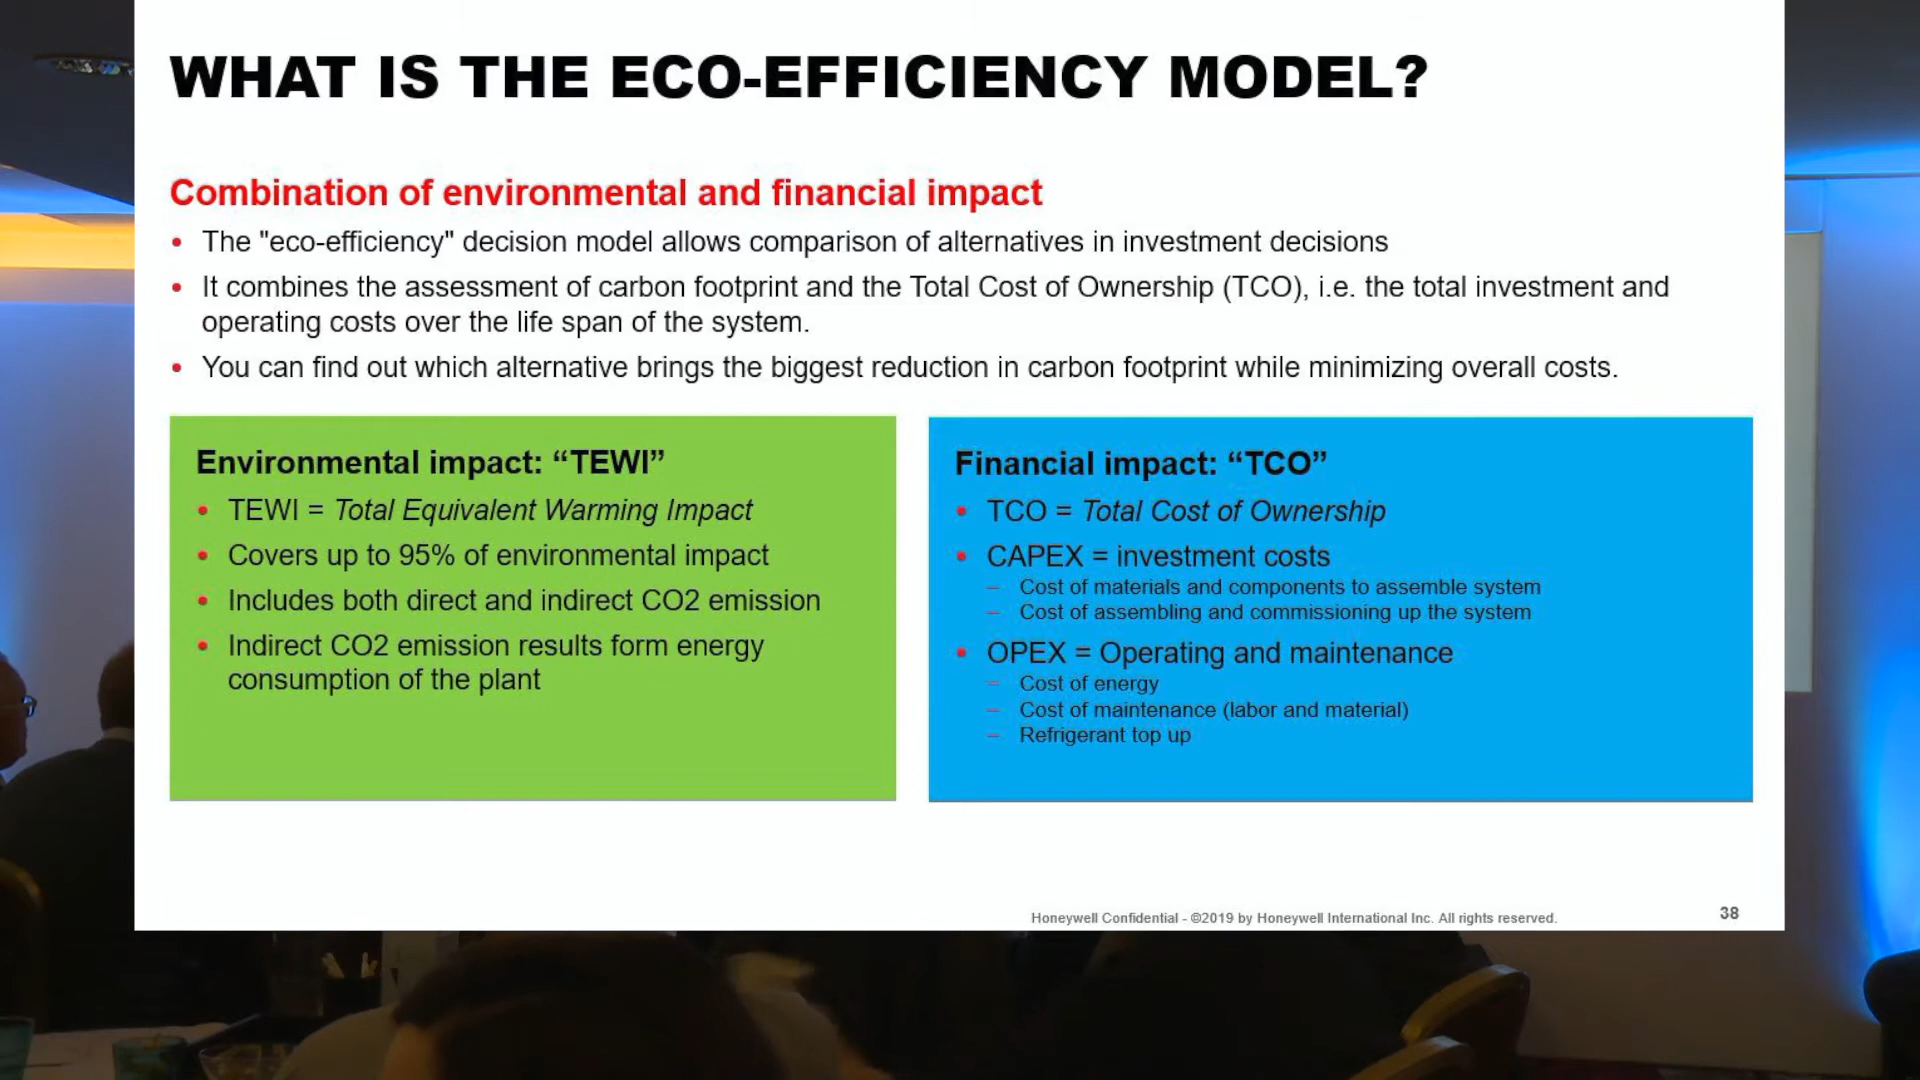 WHAT IS THE ECO-EFFICIENCY MODEL?
Combination of environmental and financial impact
• The "eco-efficiency" decision model allows comparison of alternatives in investment decisions
• It combines the assessment of carbon footprint and the Total Cost of Ownership (TCO), i.e. the total investment and
operating costs over the life span of the system.
• You can find out which alternative brings the biggest reduction in carbon footprint while minimizing overall costs.
Environmental impact: “TEWI”
• TEWI = Total Equivalent Warming Impact
• Covers up to 95% of environmental impact
• Includes both direct and indirect CO2 emission
• Indirect CO2 emission results form energy
consumption of the plant
Financial impact: “TCO”
• TCO = Total Cost of Ownership
• CAPEX = investment costs
– Cost of materials and components to assemble system
– Cost of assembling and commissioning up the system
• OPEX = Operating and maintenance
– Cost of energy
– Cost of maintenance (labor and material)
– Refrigerant top up
Honeywell Confidential - ©2019 by Honeywell International Inc. All rights reserved.
38